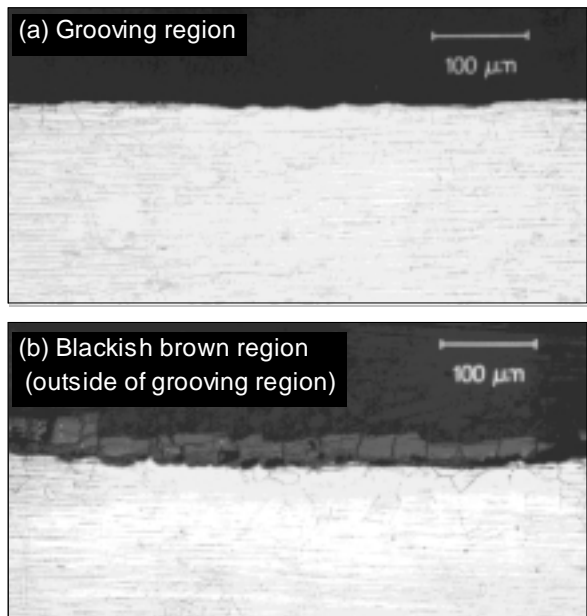 (a) Grooving region
100 μm
(b) Blackish brown region
(outside of grooving region)
100 μm